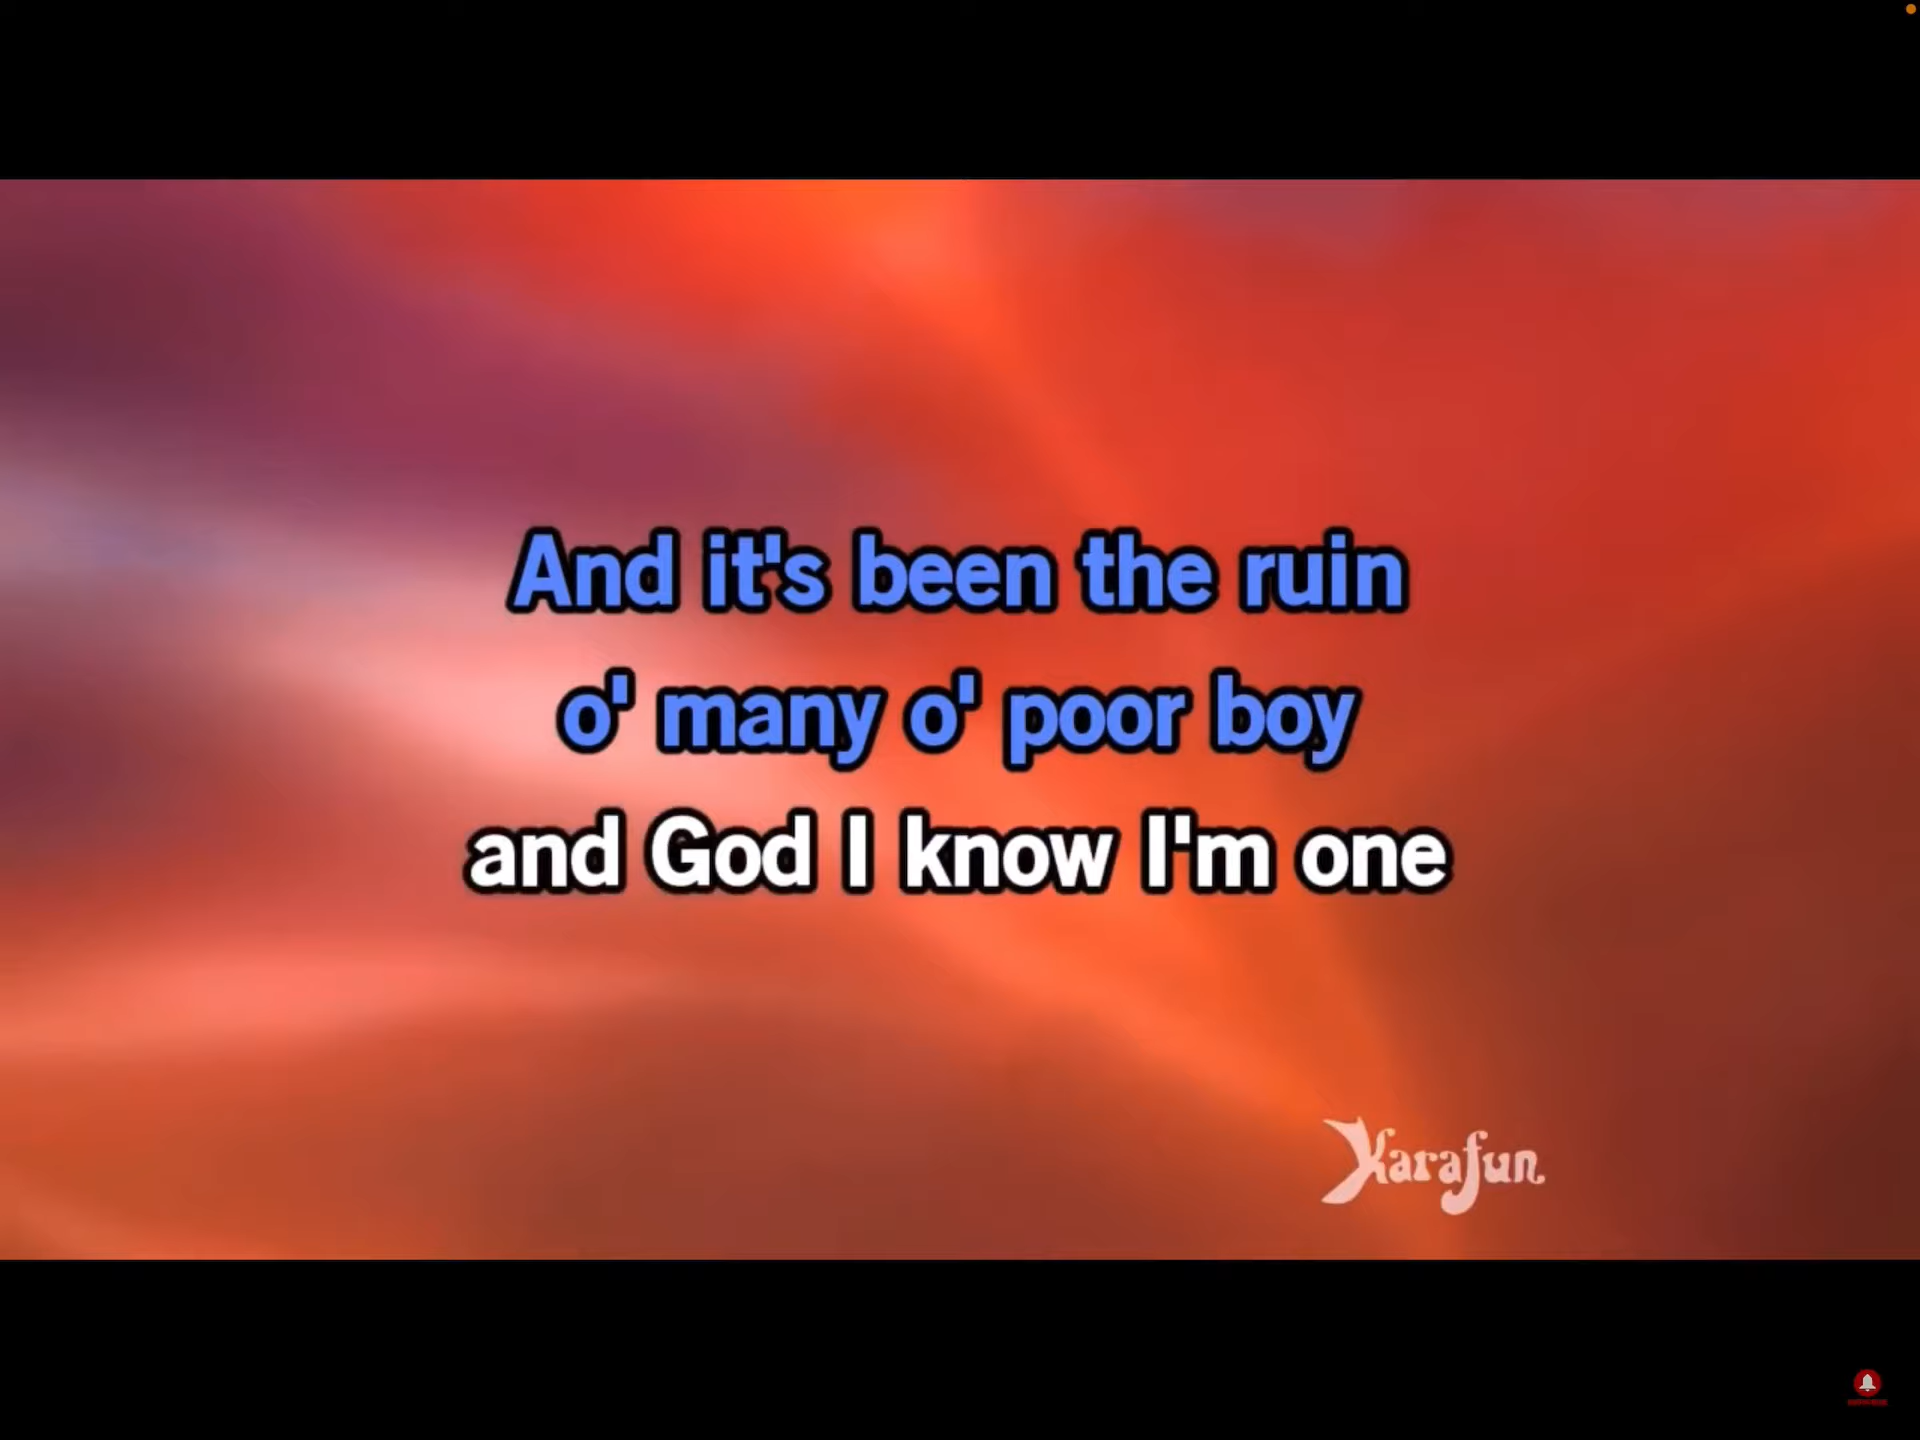 And it's been the ruin
o' many o' poor boy
and God I know I'm one
Karafun